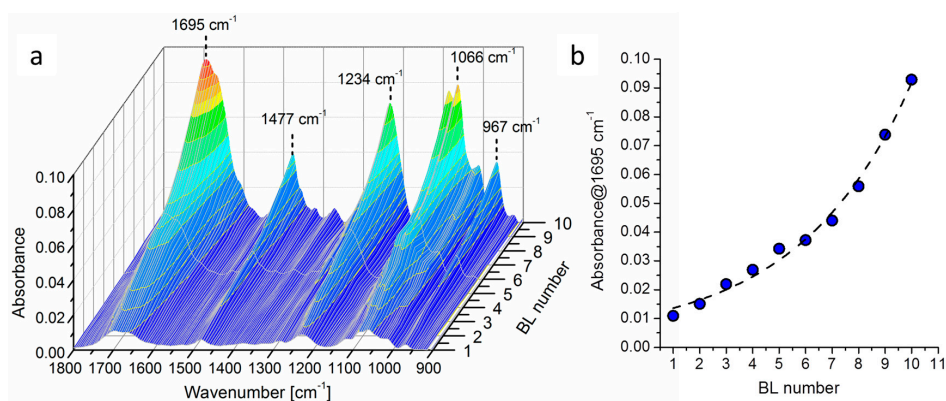 a
1695 cm-1
1477 cm-1
1234 cm-1
1066 cm-1
967 cm-1
0.10
0.08
0.06
0.04
0.02
0.00
Absorbance
1800 1700 1600 1500 1400 1300 1200 1100 1000 900
Wavenumber [cm-1]
1
2
3
4
5
6
7
8
9
10
BL number
b
0.10
0.09
0.08
0.07
0.06
0.05
0.04
0.03
0.02
0.01
0.00
Absorbance@1695 cm-1
1 2 3 4 5 6 7 8 9 10 11
BL number